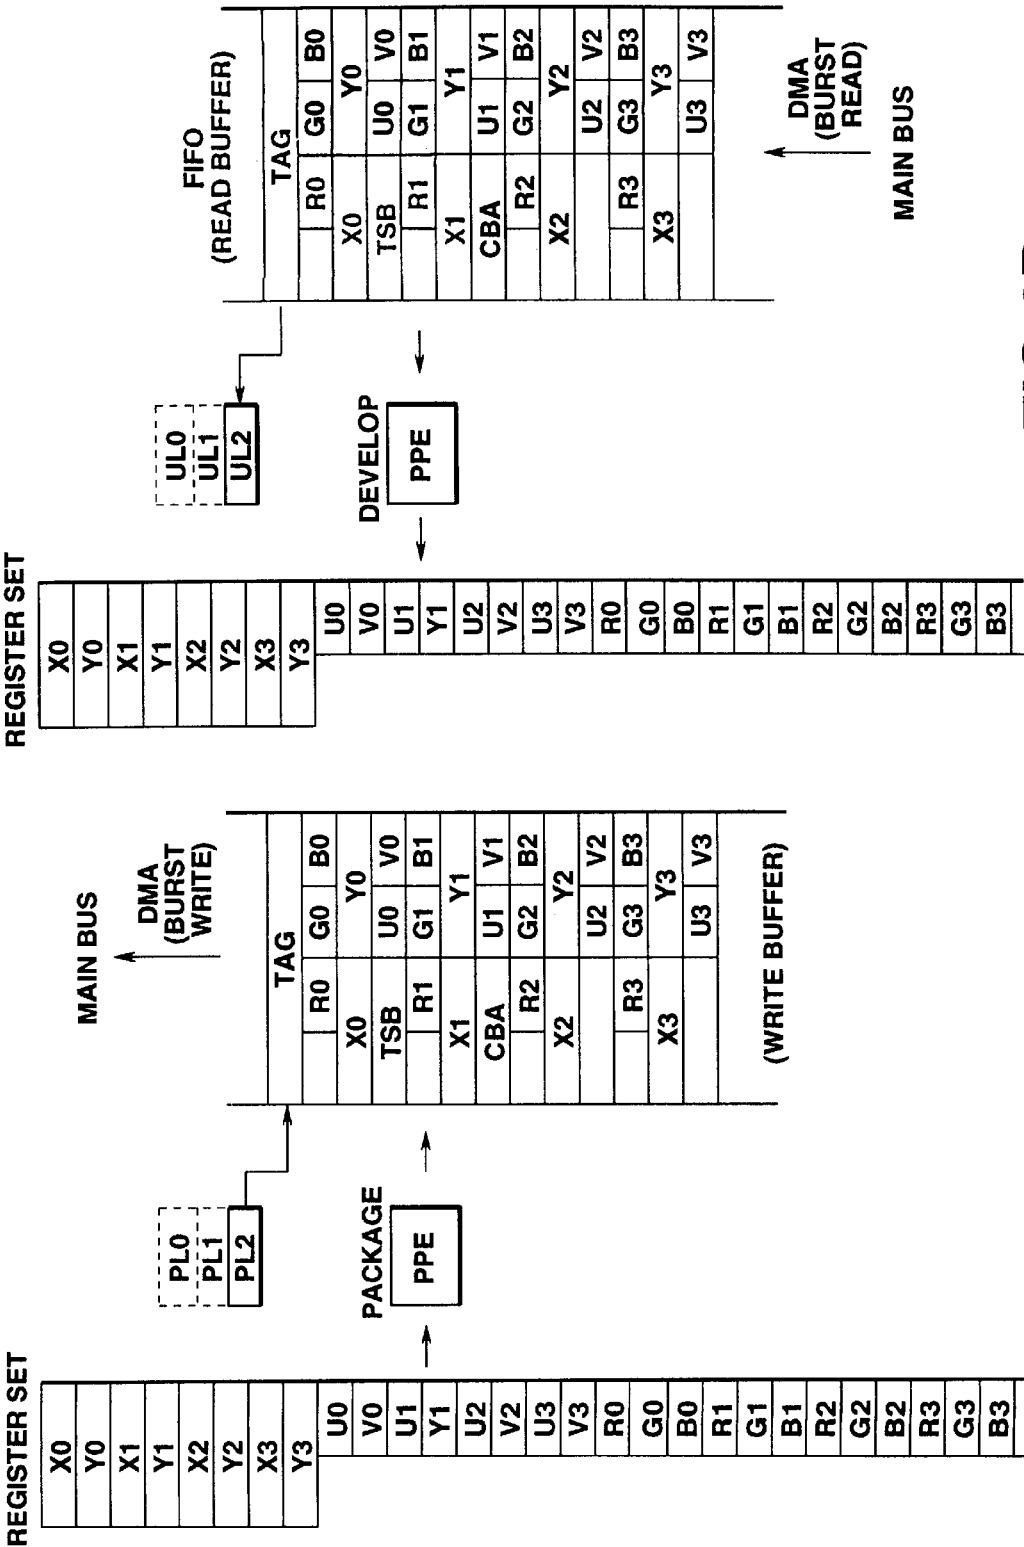 REGISTER SET
X0
Y0
X1
Y1
X2
Y2
X3
Y3
U0
V0
U1
Y1
U2
V2
U3
V3
R0
G0
B0
R1
G1
B1
R2
G2
B2
R3
G3
B3
PL0
PL1
PL2
PACKAGE
PPE
MAIN BUS
DMA
(BURST
WRITE)
TAG
R0 G0 B0
X0 Y0
TSB U0 V0
R1 G1 B1
X1 Y1
CBA U1 V1
R2 G2 B2
X2 Y2
U2 V2
R3 G3 B3
X3 Y3
U3 V3
(WRITE BUFFER)
REGISTER SET
X0
Y0
X1
Y1
X2
Y2
X3
Y3
U0
V0
U1
Y1
U2
V2
U3
V3
R0
G0
B0
R1
G1
B1
R2
G2
B2
R3
G3
B3
UL0
UL1
UL2
DEVELOP
PPE
FIFO
(READ BUFFER)
TAG
R0 G0 B0
X0 Y0
TSB U0 V0
R1 G1 B1
X1 Y1
CBA U1 V1
R2 G2 B2
X2 Y2
U2 V2
R3 G3 B3
X3 Y3
U3 V3
DMA
(BURST
READ)
MAIN BUS